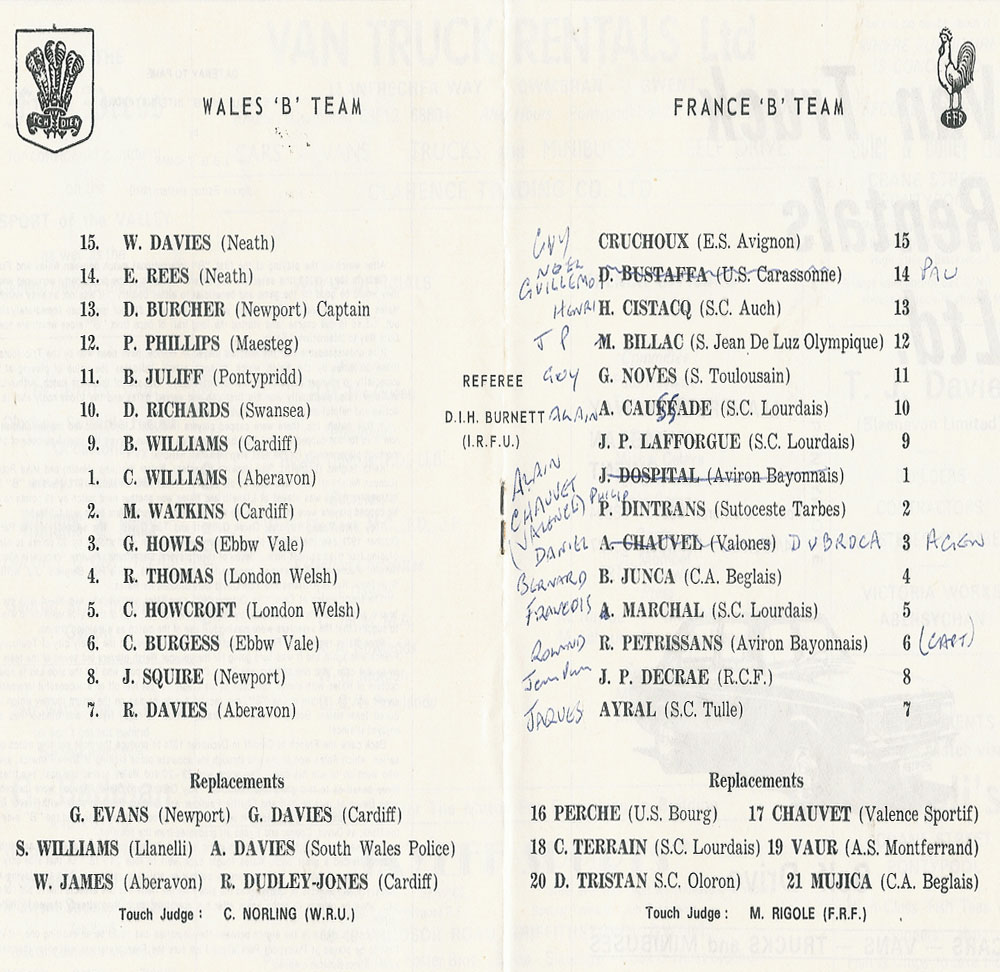 WALES 'B' TEAM
15. W. DAVIES (Neath)
14. E. REES (Neath)
13. D. BURCHER (Newport) Captain
12. P. PHILLIPS (Maesteg)
11. B. JULIFF (Pontypridd)
10. D. RICHARDS (Swansea)
9. B. WILLIAMS (Cardiff)
1. C. WILLIAMS (Aberavon)
2. M. WATKINS (Cardiff)
3. G. HOWLS (Ebbw Vale)
4. R. THOMAS (London Welsh)
5. C. HOWCROFT (London Welsh)
6. C. BURGESS (Ebbw Vale)
8. J. SQUIRE (Newport)
7. R. DAVIES (Aberavon)
Replacements
G. EVANS (Newport) G. DAVIES (Cardiff)
S. WILLIAMS (Llanelli) A. DAVIES (South Wales Police)
W. JAMES (Aberavon) R. DUDLEY-JONES (Cardiff)
Touch Judge : C. NORLING (W.R.U.)
REFEREE
D.I.H. BURNETT
(I.R.F.U.)
FRANCE 'B' TEAM
FFR
GUY CRUCHOUX (E.S. Avignon) 15
NOEL
GUILLEMO D. BUSTAFFA (U.S. Carassonne) 14 PAU
HENRI H. CISTACQ (S.C. Auch) 13
J P M. BILLAC (S. Jean De Luz Olympique) 12
GUY G. NOVES (S. Toulousain) 11
ALAIN A. CAUSSADE (S.C. Lourdais) 10
J. P. LAFFORGUE (S.C. Lourdais) 9
ALAIN
CHAUVET J. DOSPITAL (Aviron Bayonnais) 1
(VALENCE) PHILIP P. DINTRANS (Sutoceste Tarbes) 2
DANIEL A. CHAUVEL (Valones) DUBROCA 3 AGEN
BERNARD B. JUNCA (C.A. Beglais) 4
FRANCOIS A. MARCHAL (S.C. Lourdais) 5
ROLAND R. PETRISSANS (Aviron Bayonnais) 6 (CAPT)
J. P. DECRAE (R.C.F.) 8
JAQUES AYRAL (S.C. Tulle) 7
Replacements
16 PERCHE (U.S. Bourg) 17 CHAUVET (Valence Sportif)
18 C. TERRAIN (S.C. Lourdais) 19 VAUR (A.S. Montferrand)
20 D. TRISTAN S.C. Oloron) 21 MUJICA (C.A. Beglais)
Touch Judge : M. RIGOLE (F.R.F.)